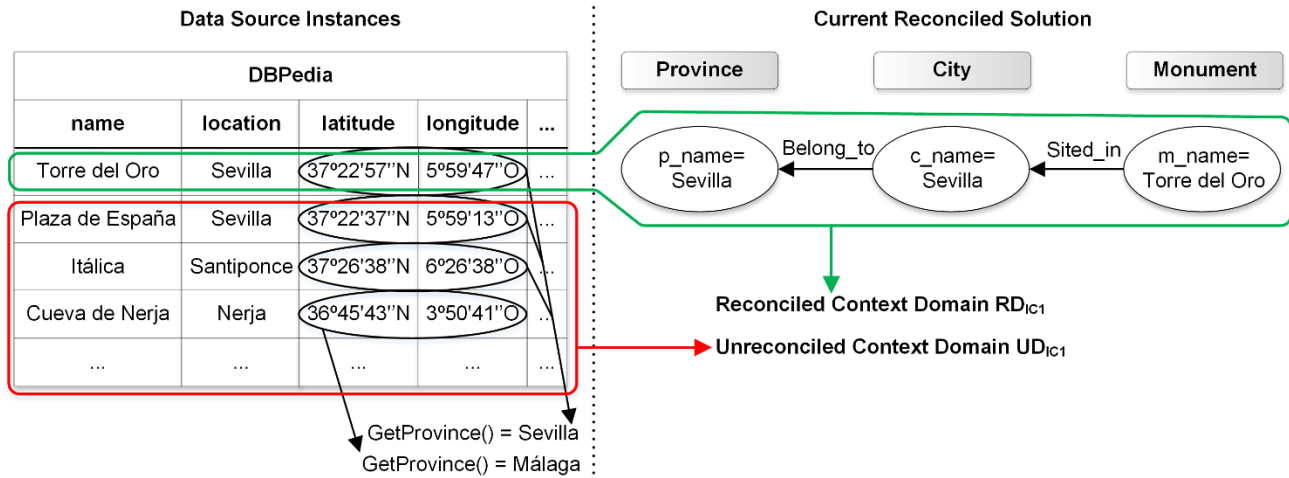 Data Source Instances
Current Reconciled Solution
DBPedia
name location latitude longitude ...
Torre del Oro Sevilla 37º22'57''N 5º59'47''O ...
Plaza de España Sevilla 37º22'37''N 5º59'13''O ...
Itálica Santiponce 37º26'38''N 6º26'38''O ...
Cueva de Nerja Nerja 36º45'43''N 3º50'41''O ...
... ... ... ... ...
GetProvince() = Sevilla
GetProvince() = Málaga
Province City Monument
p_name=
Sevilla
Belong_to
c_name=
Sevilla
Sited_in
m_name=
Torre del Oro
Reconciled Context Domain RDIC1
Unreconciled Context Domain UDIC1